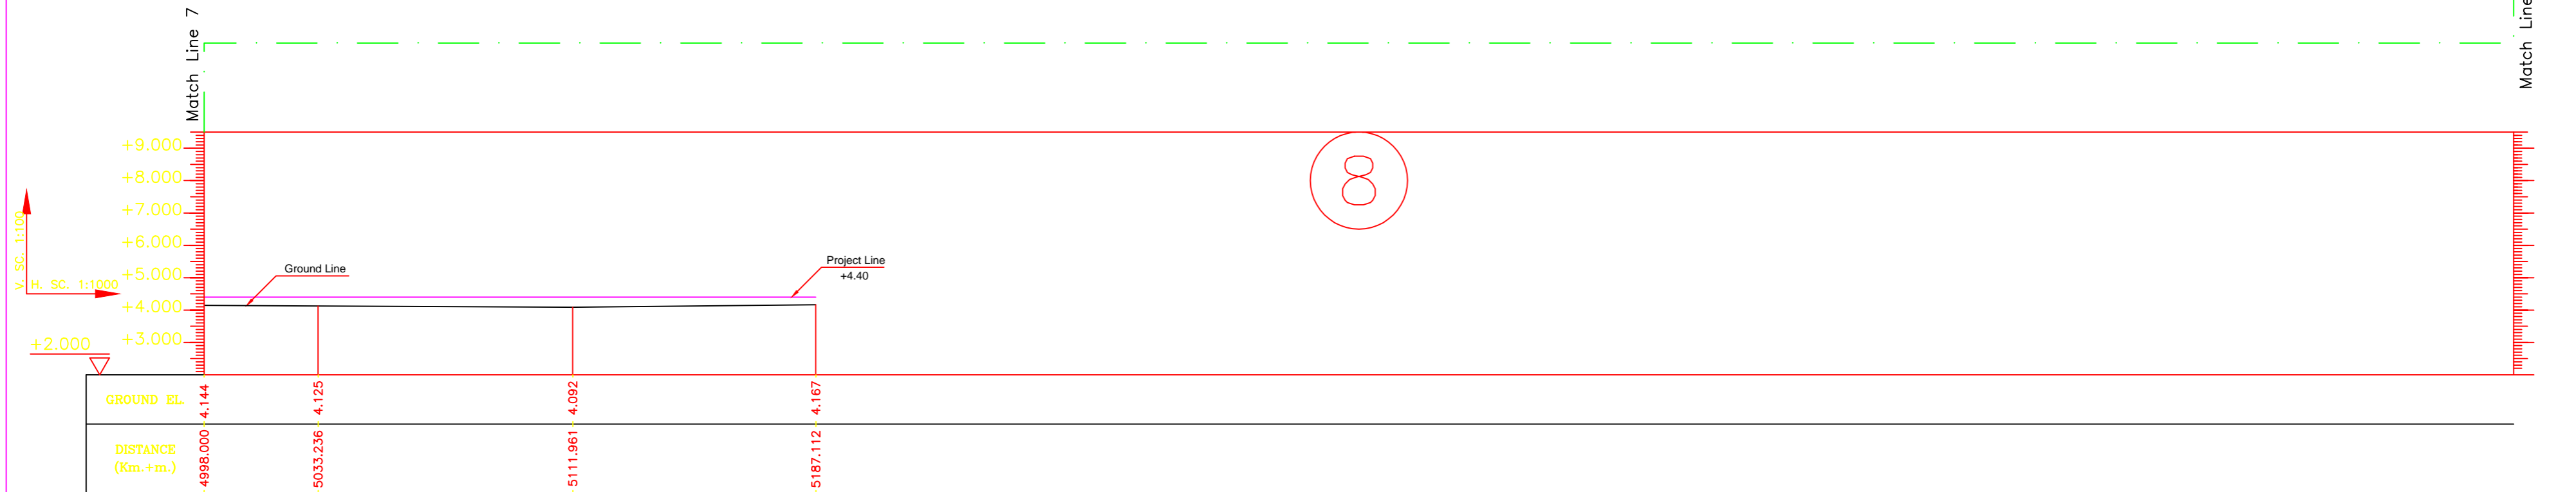 Match Line 7
Match Line
+9.000
+8.000
+7.000
+6.000
+5.000
+4.000
+3.000
+2.000
V. SC. 1:100
H. SC. 1:1000
8
Ground Line
Project Line
+4.40
GROUND EL.
4.144
4.125
4.092
4.167
DISTANCE
(Km.+m.)
4998.000
5033.236
5111.961
5187.112